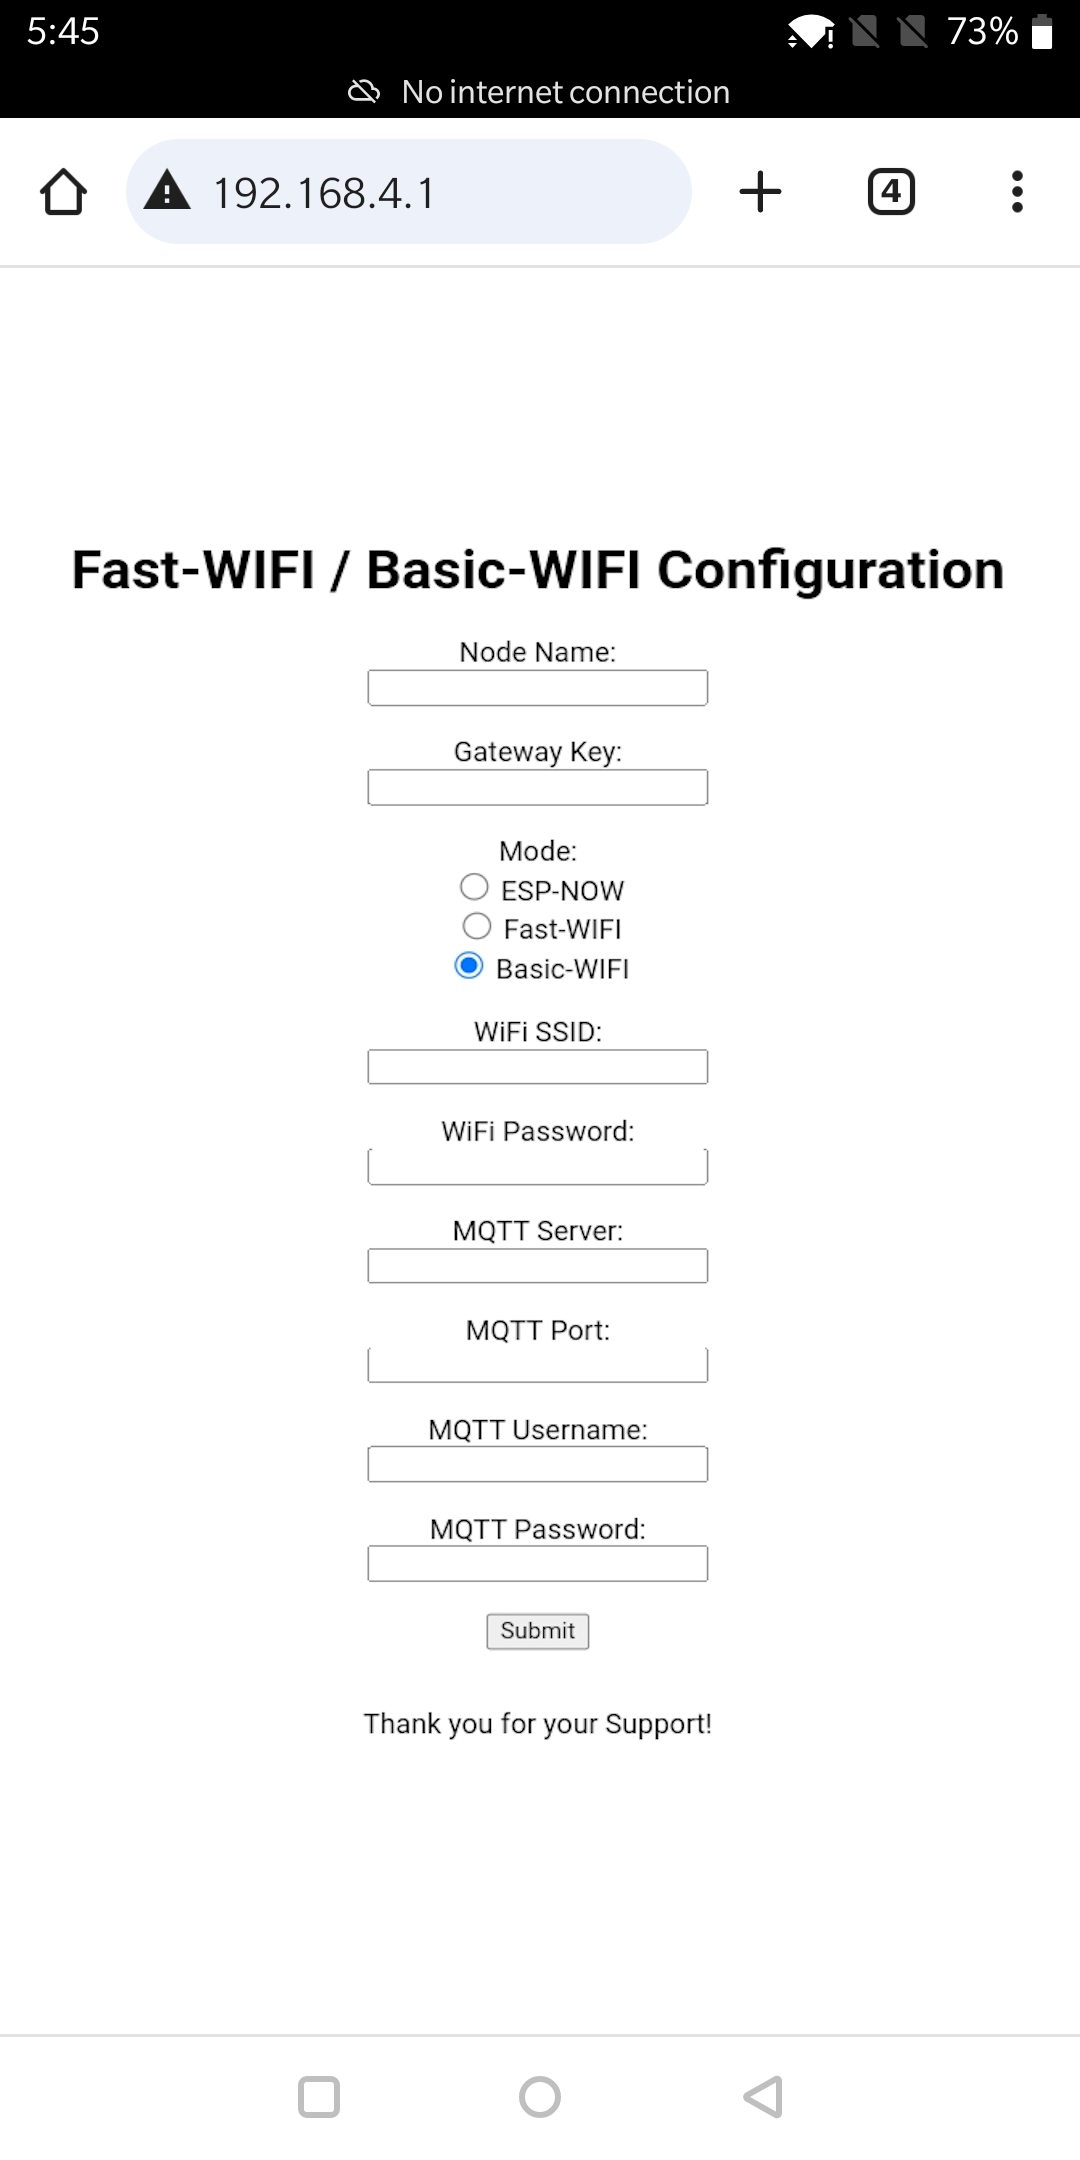 5:45
73%
No internet connection
192.168.4.1
4
Fast-WIFI / Basic-WIFI Configuration
Node Name:
Gateway Key:
Mode:
ESP-NOW
Fast-WIFI
Basic-WIFI
WiFi SSID:
WiFi Password:
MQTT Server:
MQTT Port:
MQTT Username:
MQTT Password:
Submit
Thank you for your Support!